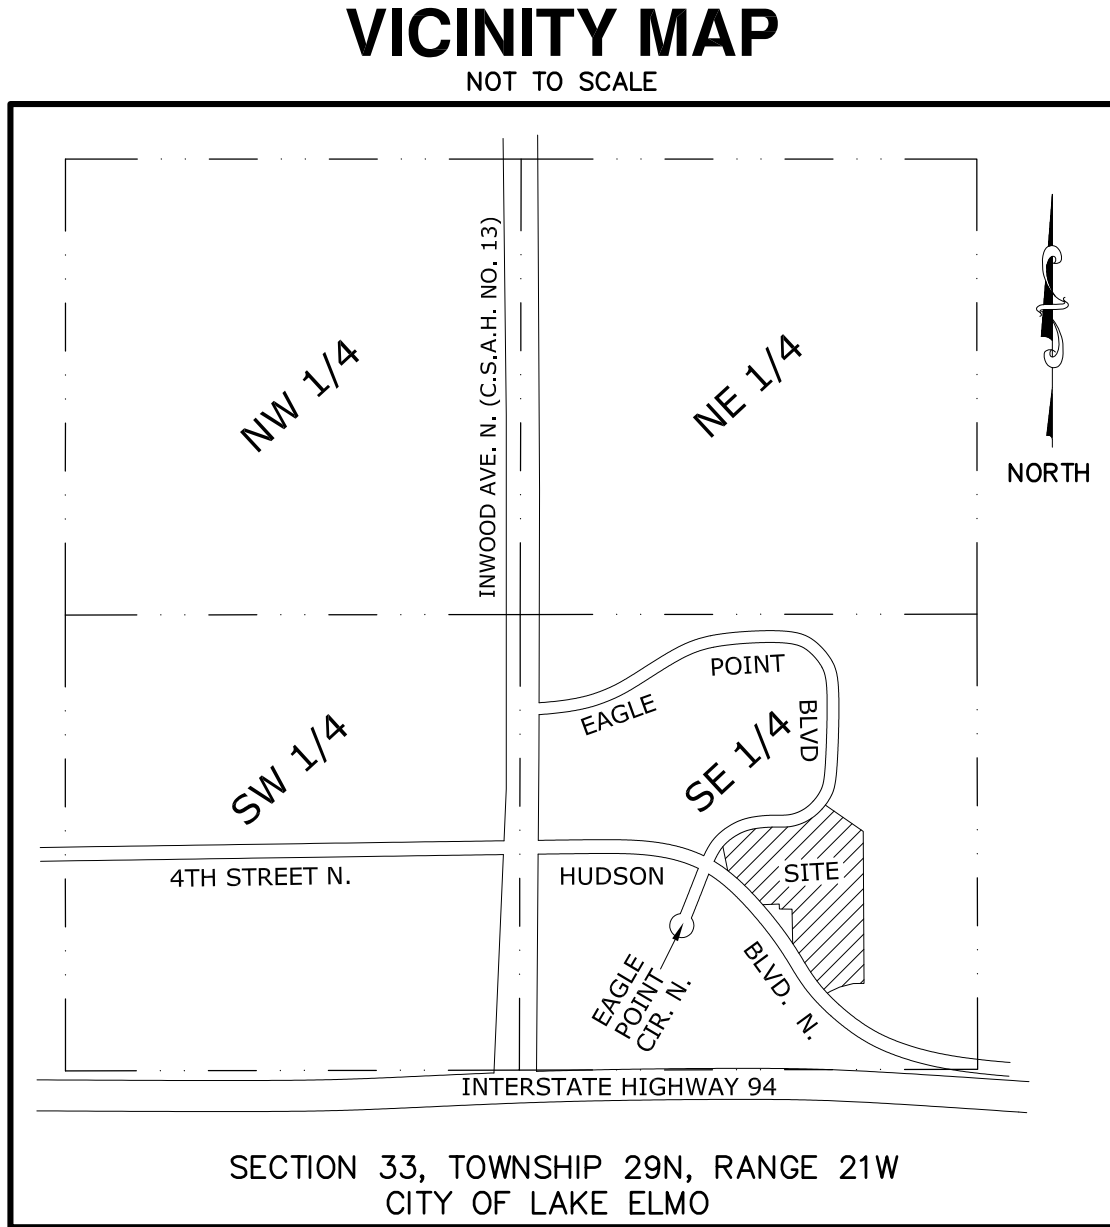 VICINITY MAP
NOT TO SCALE
INWOOD AVE. N. (C.S.A.H. NO. 13)
NW 1/4
NE 1/4
NORTH
POINT
EAGLE
BLVD
SW 1/4
SE 1/4
4TH STREET N.
HUDSON
SITE
BLVD. N.
EAGLE
POINT
CIR. N.
INTERSTATE HIGHWAY 94
SECTION 33, TOWNSHIP 29N, RANGE 21W
CITY OF LAKE ELMO